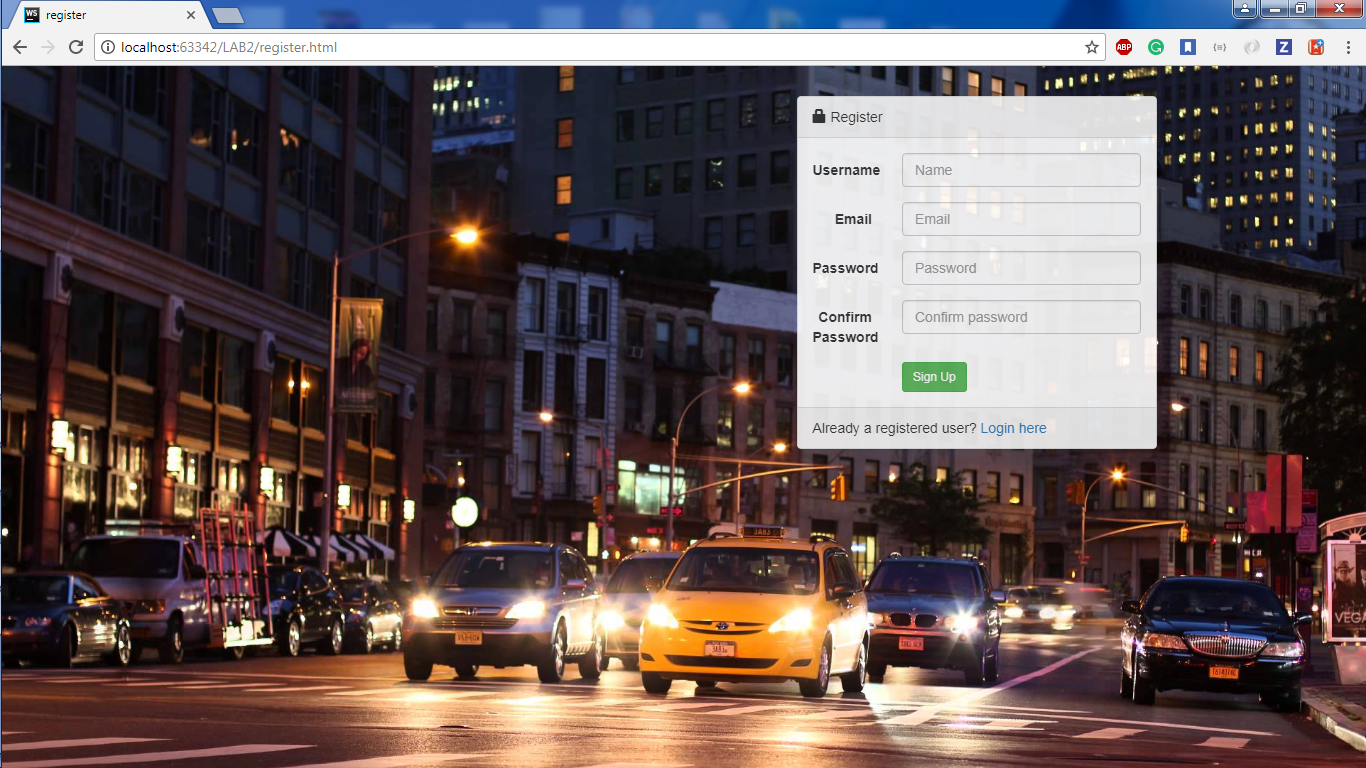 WS register
localhost:63342/LAB2/register.html
ABP
Z
Register
Username
Name
Email
Email
Password
Password
Confirm
Password
Confirm password
Sign Up
Already a registered user? Login here
3A83
VEGA